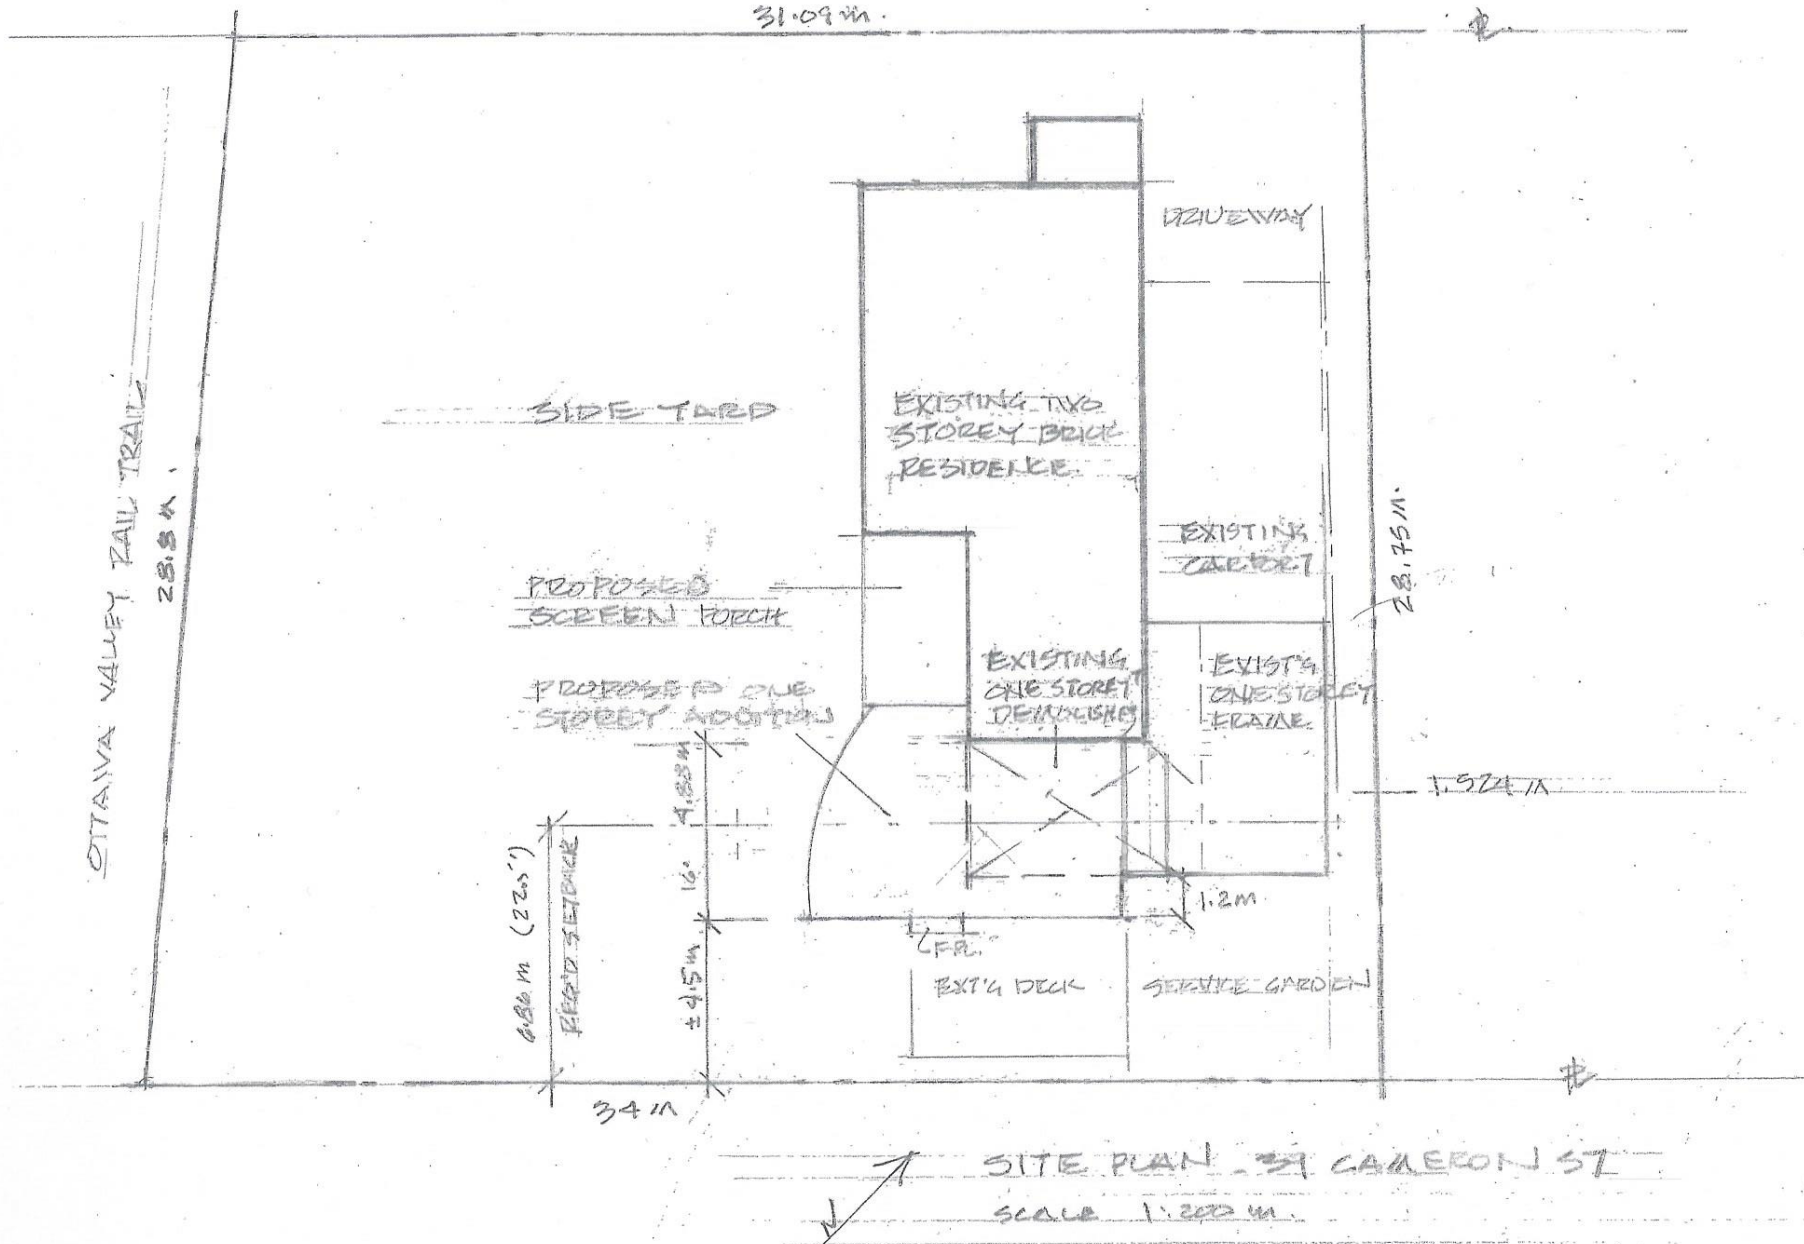 31.09 m.
DRIVEWAY
SIDE YARD
EXISTING TWO
STOREY BRICK
RESIDENCE.
OTTAWA VALLEY RAIL TRAIL
28.8 m.
EXISTING
CARPORT
28.75 m.
PROPOSED
SCREEN PORCH
EXISTING
ONE STOREY
DEMOLISHED
EXIST'G
ONE STOREY
FRAME
PROPOSED ONE
STOREY ADDITION
4.88 m
16'
1.524 m
6.86 m (22.5')
REQ'D SETBACK
± 4.5 m
1.2 m
F.P.
EXT'G DECK
SERVICE GARDEN
34 m
SITE PLAN 39 CAMERON ST
N
SCALE 1:200 m.